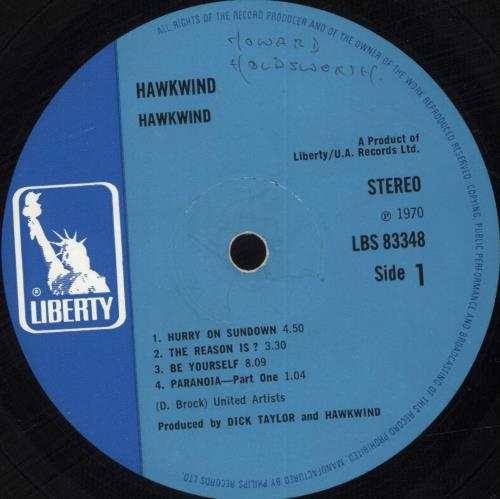 ALL RIGHTS OF THE RECORD PRODUCER AND OF THE OWNER OF THE WORK REPRODUCED RESERVED. COPYING, PUBLIC PERFORMANCE AND BROADCASTING OF THIS RECORD PROHIBITED. MANUFACTURED BY PHILIPS RECORDS LTD.
HOWARD
HOLDSWORTH.
HAWKWIND
HAWKWIND
A Product of
Liberty/U.A. Records Ltd.
STEREO
℗ 1970
LBS 83348
Side 1
®
LIBERTY
1. HURRY ON SUNDOWN 4.50
2. THE REASON IS? 3.30
3. BE YOURSELF 8.09
4. PARANOIA—Part One 1.04
(D. Brock) United Artists
Produced by DICK TAYLOR and HAWKWIND